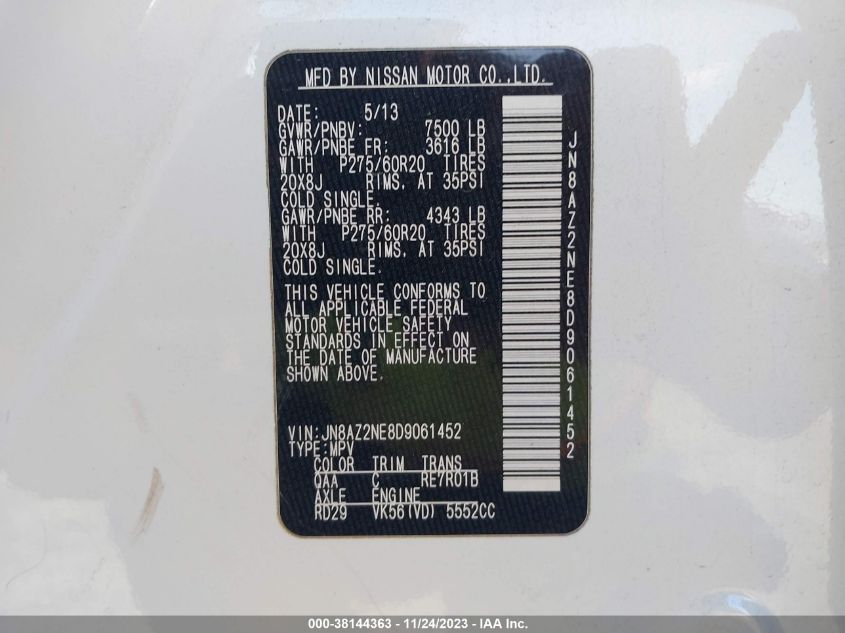 MFD BY NISSAN MOTOR CO.,LTD.
DATE: 5/13
GVWR/PNBV: 7500 LB
GAWR/PNBE FR: 3616 LB
WITH P275/60R20 TIRES
20X8J RIMS. AT 35PSI
COLD SINGLE.
GAWR/PNBE RR: 4343 LB
WITH P275/60R20 TIRES
20X8J RIMS. AT 35PSI
COLD SINGLE.
THIS VEHICLE CONFORMS TO
ALL APPLICABLE FEDERAL
MOTOR VEHICLE SAFETY
STANDARDS IN EFFECT ON
THE DATE OF MANUFACTURE
SHOWN ABOVE.
VIN:JN8AZ2NE8D9061452
TYPE:MPV
COLOR TRIM TRANS
QAA C RE7R01B
AXLE ENGINE
RD29 VK56(VD) 5552CC
JN8AZ2NE8D9061452
000-38144363 - 11/24/2023 - IAA Inc.